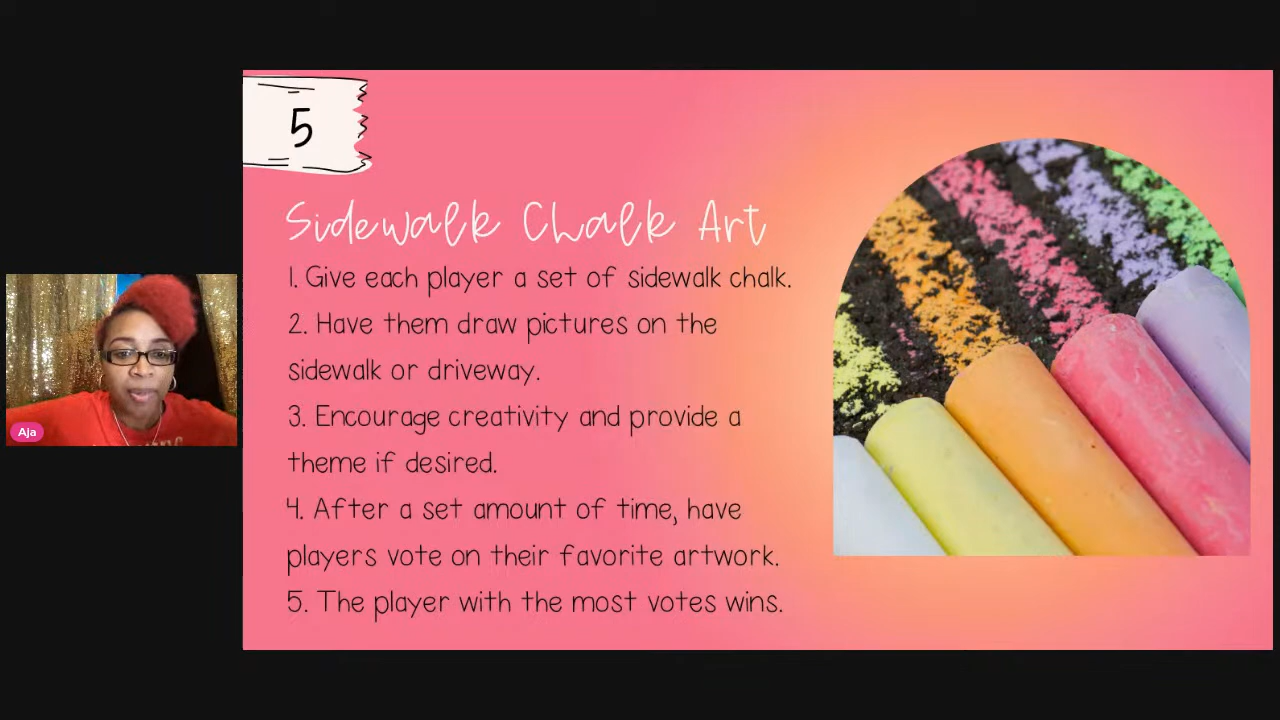 5
Sidewalk Chalk Art
1. Give each player a set of sidewalk chalk.
2. Have them draw pictures on the
sidewalk or driveway.
3. Encourage creativity and provide a
theme if desired.
4. After a set amount of time, have
players vote on their favorite artwork.
5. The player with the most votes wins.
Aja